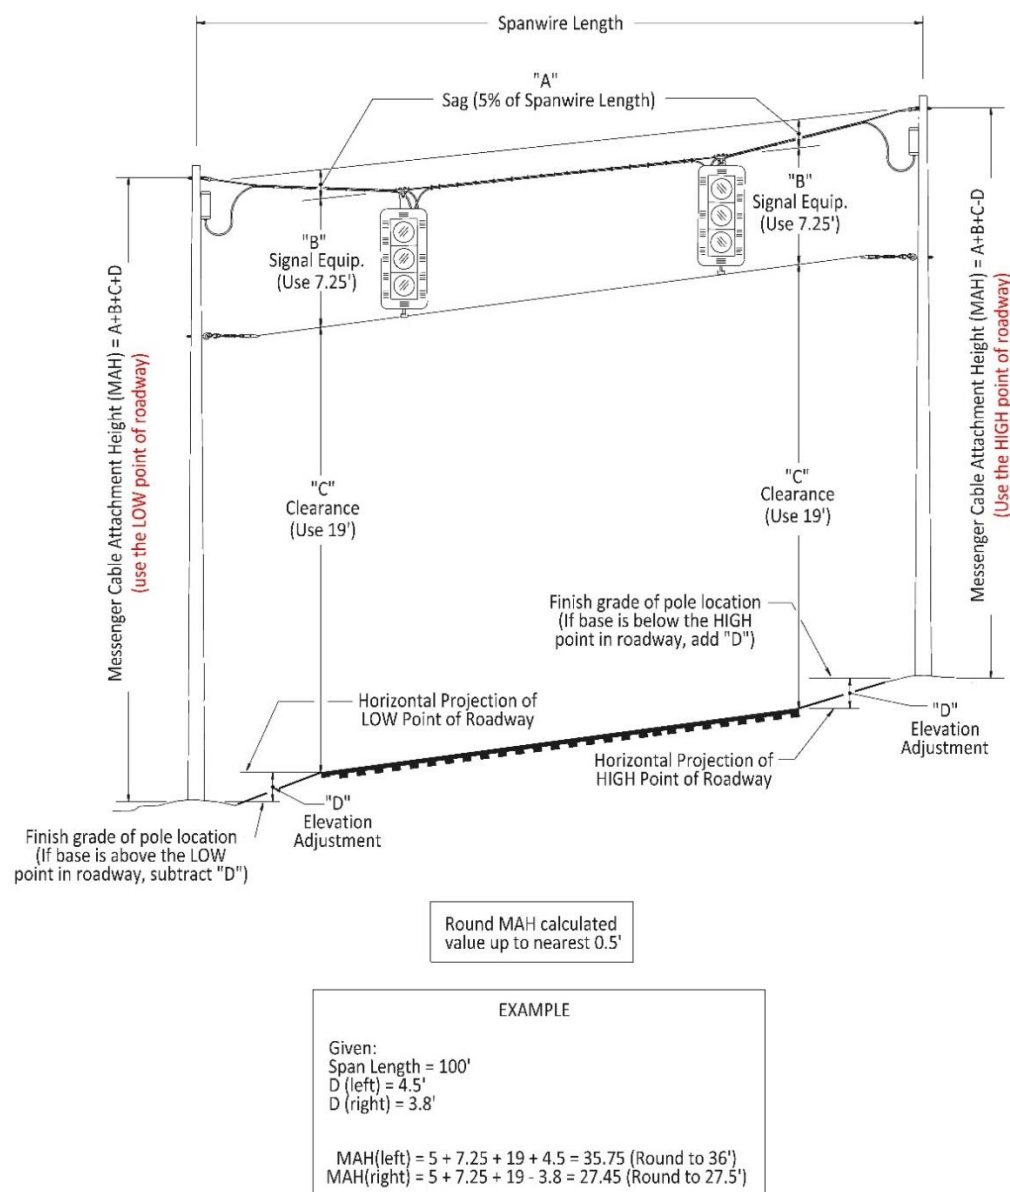 Spanwire Length
"A"
Sag (5% of Spanwire Length)
"B"
Signal Equip.
(Use 7.25')
"B"
Signal Equip.
(Use 7.25')
Messenger Cable Attachment Height (MAH) = A+B+C+D
(use the LOW point of roadway)
Messenger Cable Attachment Height (MAH) = A+B+C-D
(Use the HIGH point of roadway)
"C"
Clearance
(Use 19')
"C"
Clearance
(Use 19')
Finish grade of pole location
(If base is below the HIGH
point in roadway, add "D")
Horizontal Projection of
LOW Point of Roadway
"D"
Elevation
Adjustment
Horizontal Projection of
HIGH Point of Roadway
"D"
Elevation
Adjustment
Finish grade of pole location
(If base is above the LOW
point in roadway, subtract "D")
Round MAH calculated
value up to nearest 0.5'
EXAMPLE
Given:
Span Length = 100'
D (left) = 4.5'
D (right) = 3.8'
MAH(left) = 5 + 7.25 + 19 + 4.5 = 35.75 (Round to 36')
MAH(right) = 5 + 7.25 + 19 - 3.8 = 27.45 (Round to 27.5')